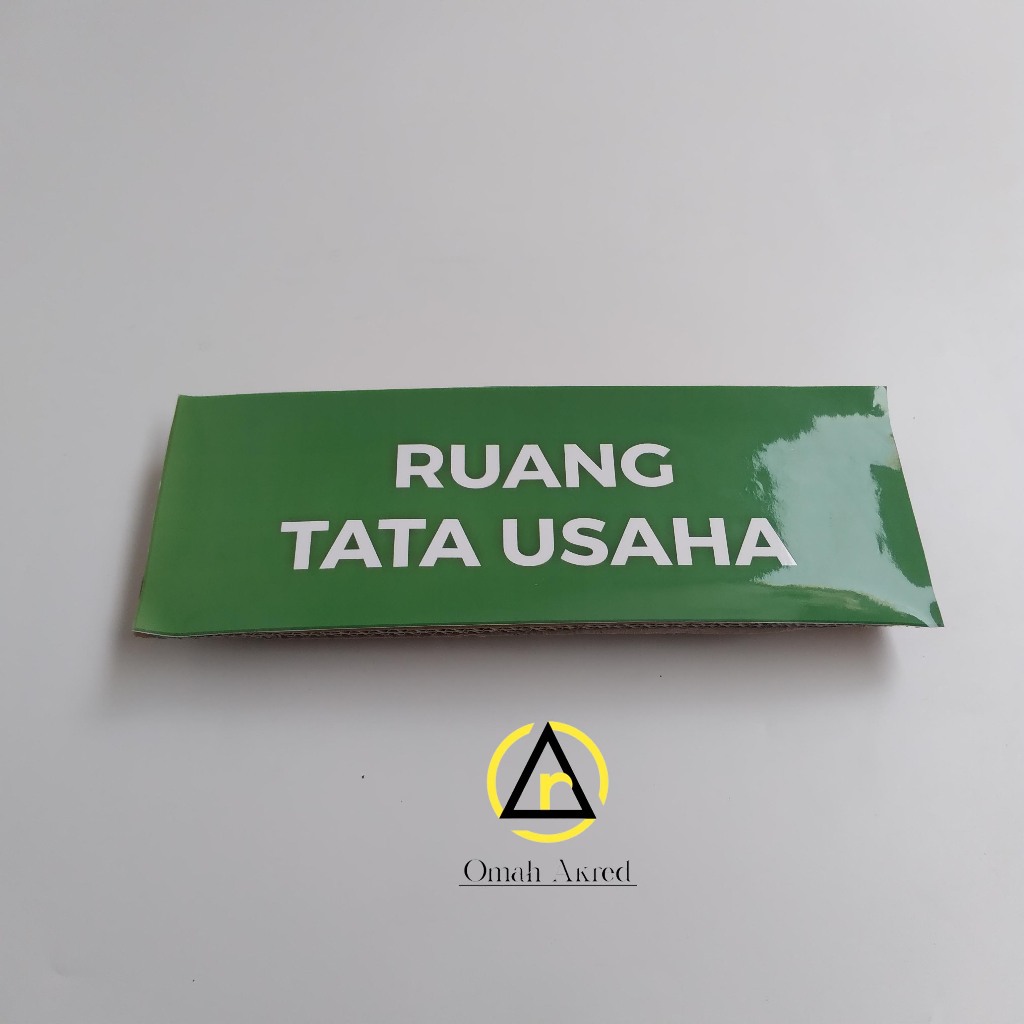 RUANG
TATA USAHA
n
Omah Akred